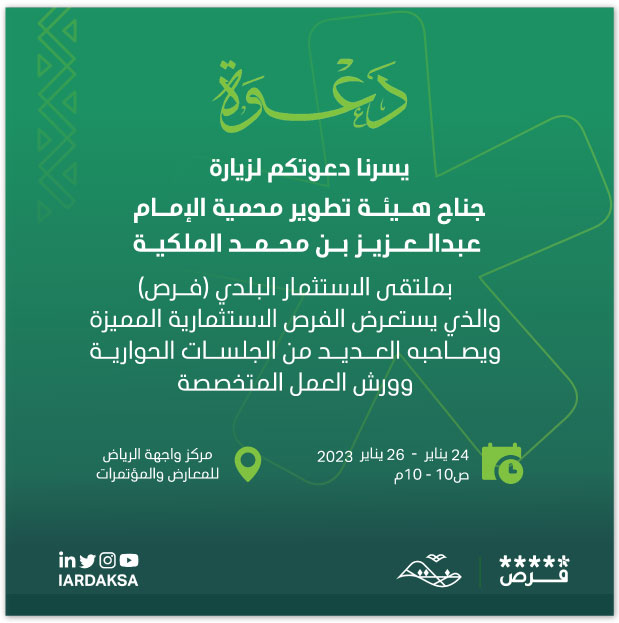 دعوة
يسرنا دعوتكم لزيارة
جناح هيئة تطوير محمية الإمام
عبدالعزيز بن محمد الملكية
بملتقى الاستثمار البلدي (فرص)
والذي يستعرض الفرص الاستثمارية المميزة
ويصاحبه العديد من الجلسات الحوارية
وورش العمل المتخصصة
24 يناير - 26 يناير 2023
10ص - 10م
مركز واجهة الرياض
للمعارض والمؤتمرات
فرص
IARDAKSA